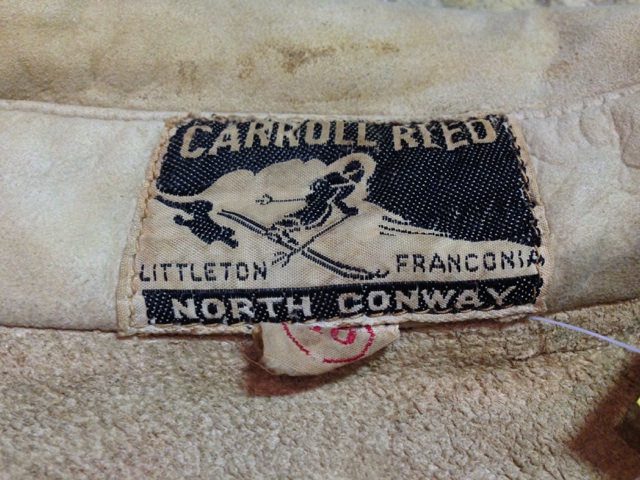 CARROLL REED
LITTLETON FRANCONIA
NORTH CONWAY